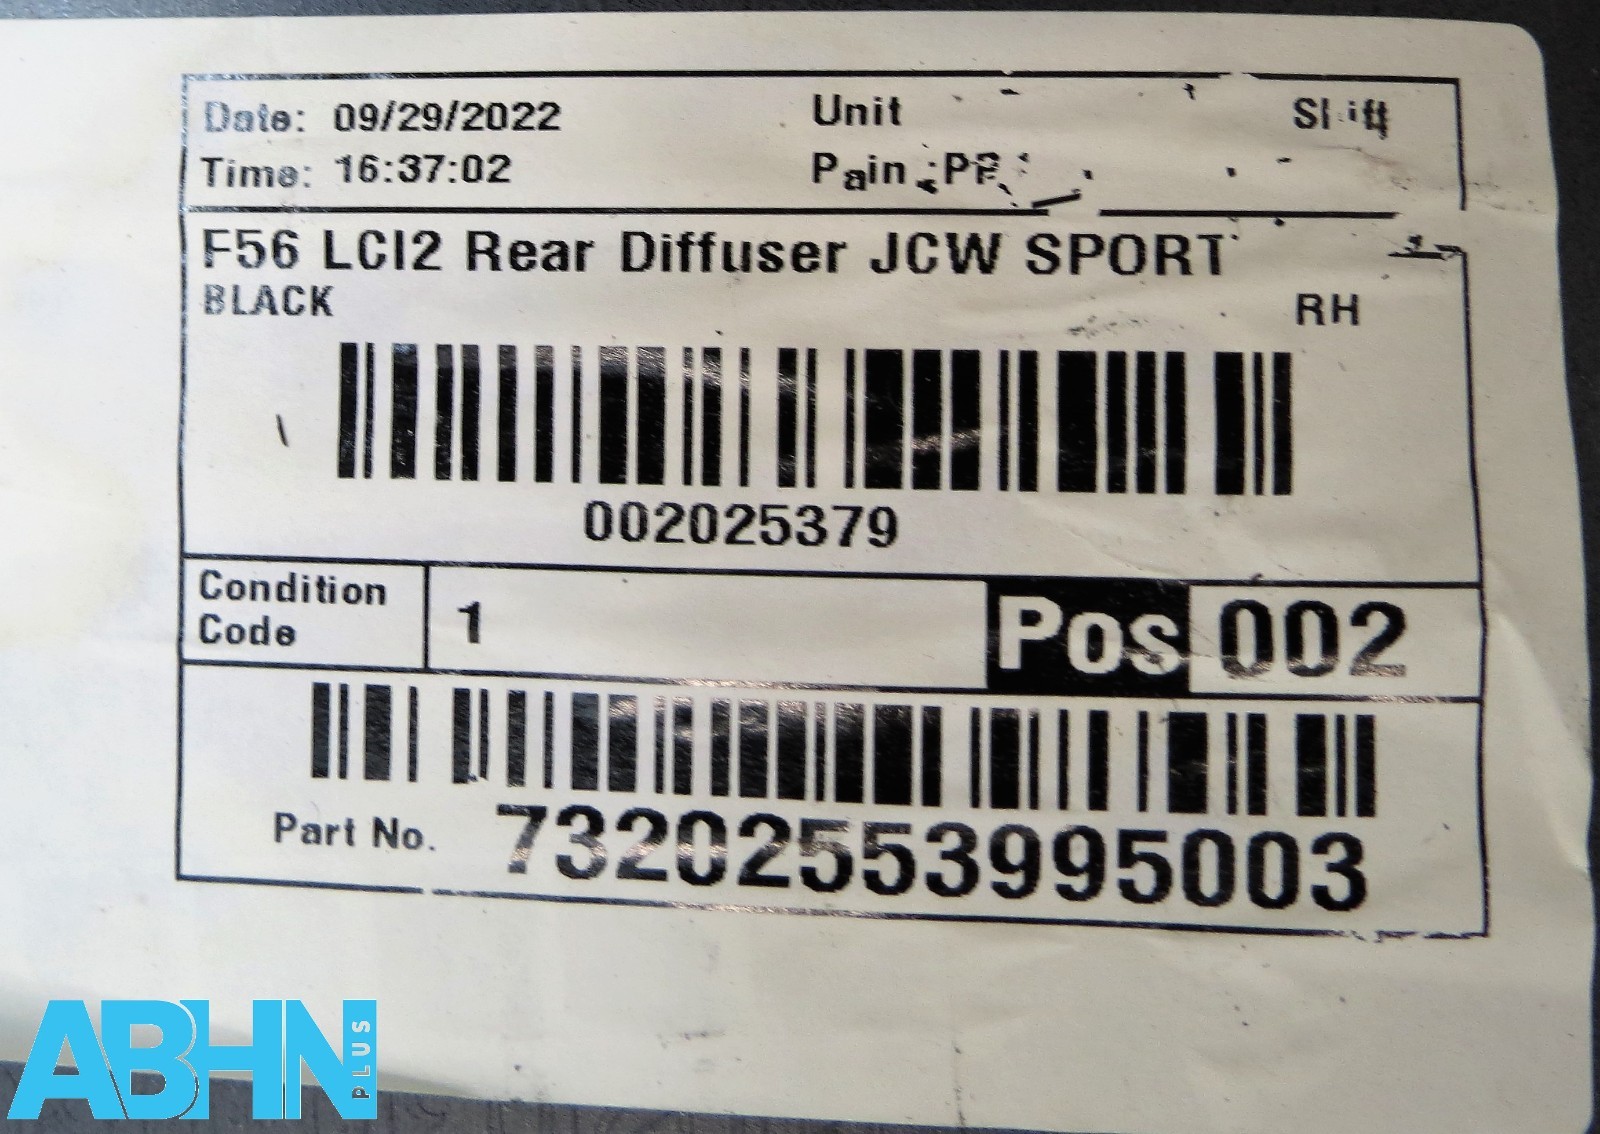 Date: 09/29/2022 Unit
Time: 16:37:02
F56 LCI2 Rear Diffuser JCW SPORT
BLACK RH
002025379
Condition
Code 1 Pos 002
Part No. 73202553995003
ABHN PLUS